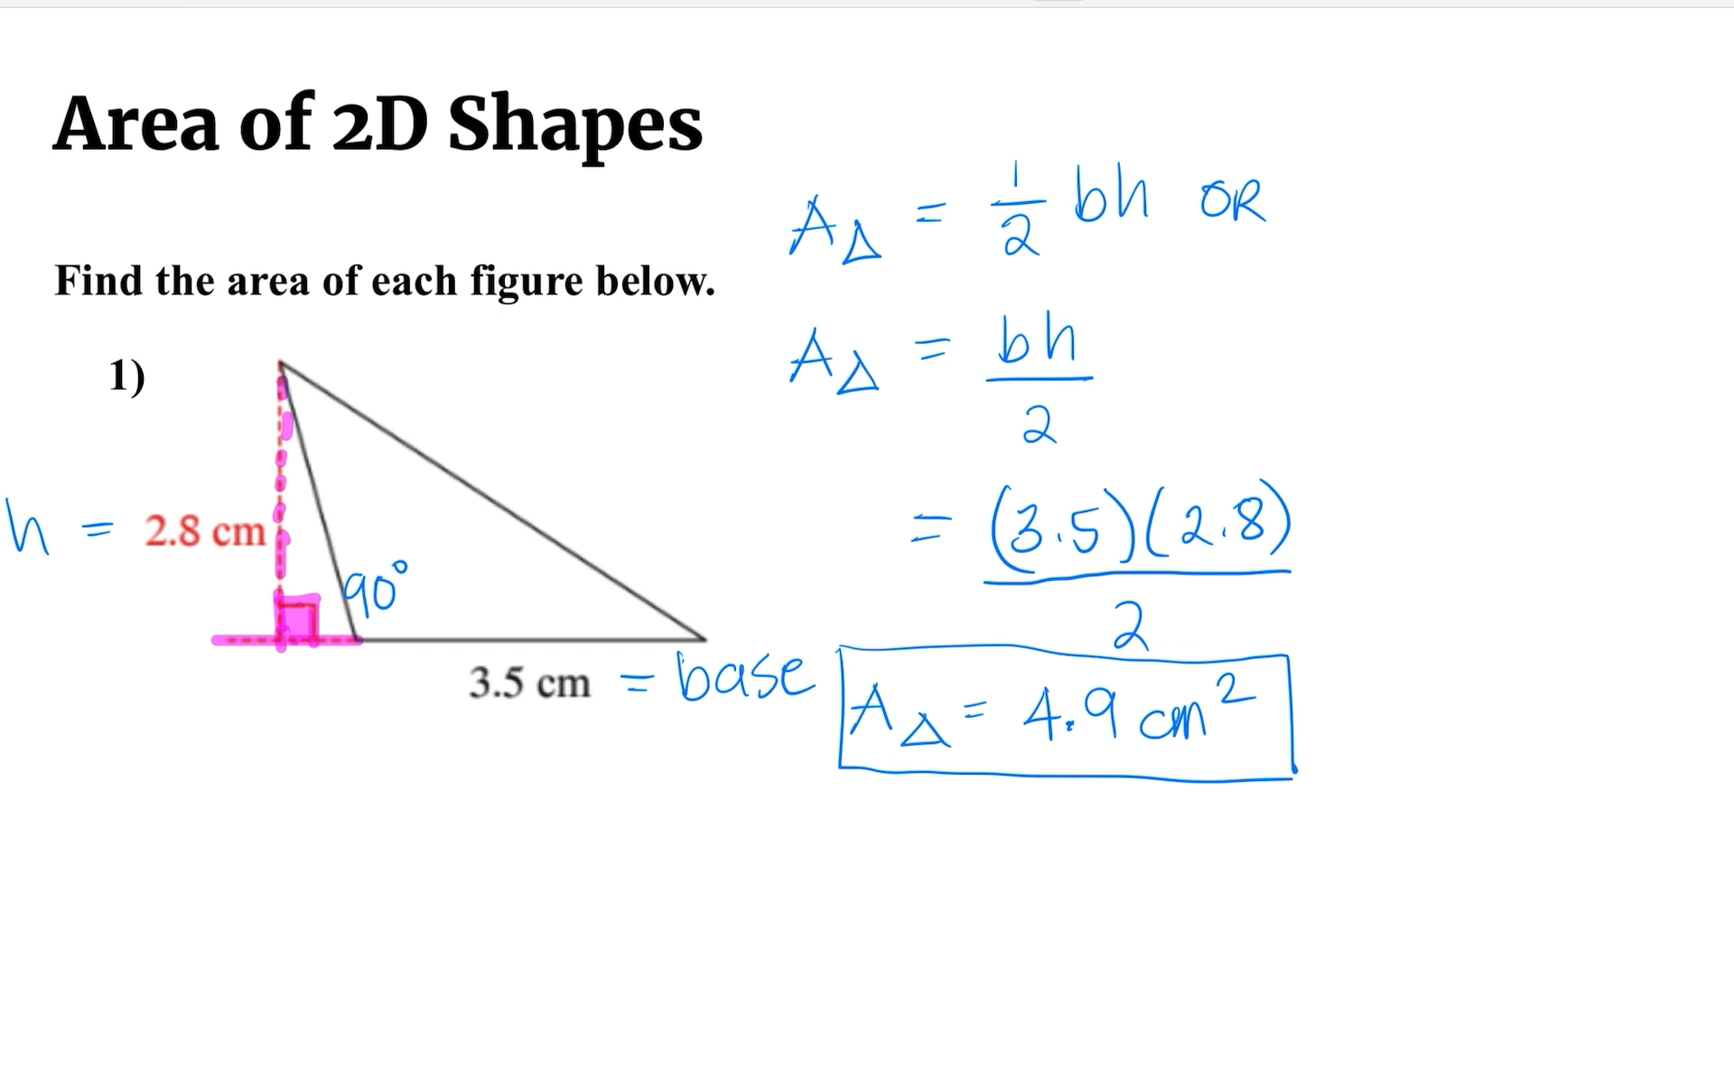 Area of 2D Shapes
A△ = 1/2 bh OR
Find the area of each figure below.
A△ = bh/2
1)
h = 2.8 cm
90°
= (3.5)(2.8)/2
3.5 cm = base
A△ = 4.9 cm²